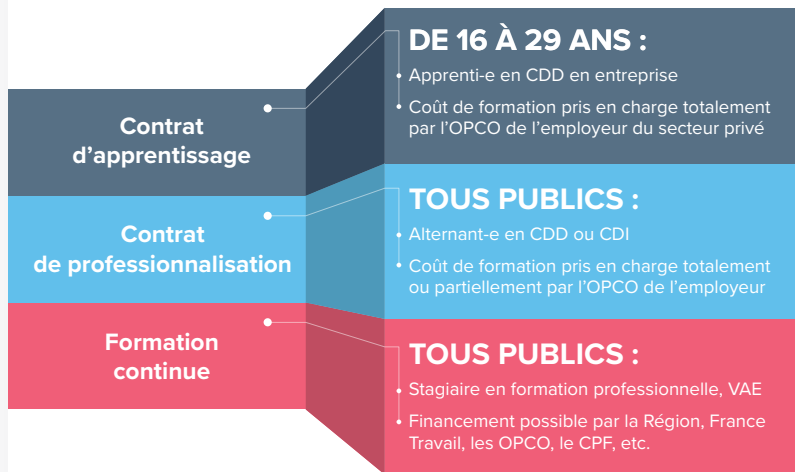 Contrat
d'apprentissage
DE 16 À 29 ANS :
• Apprenti-e en CDD en entreprise
• Coût de formation pris en charge totalement
par l'OPCO de l'employeur du secteur privé
Contrat
de professionnalisation
TOUS PUBLICS :
• Alternant-e en CDD ou CDI
• Coût de formation pris en charge totalement
ou partiellement par l'OPCO de l'employeur
Formation
continue
TOUS PUBLICS :
• Stagiaire en formation professionnelle, VAE
• Financement possible par la Région, France
Travail, les OPCO, le CPF, etc.